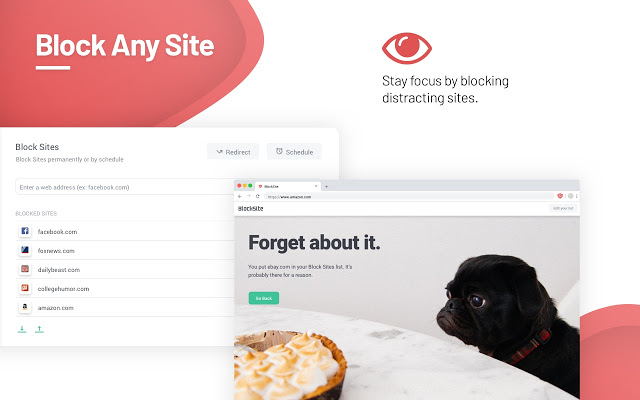 Block Any Site
Stay focus by blocking
distracting sites.
Block Sites
Block Sites permanently or by schedule
Redirect
Schedule
Enter a web address (ex: facebook.com)
BLOCKED SITES
facebook.com
foxnews.com
dailybeast.com
collegehumor.com
amazon.com
BlockSite
https://www.amazon.com
BlockSite
Edit your list
Forget about it.
You put ebay.com in your Block Sites list. It's
probably there for a reason.
Go Back